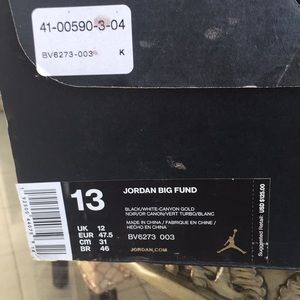 41-00590-3-04
BV6273-003 K
13
JORDAN BIG FUND
BLACK/WHITE-CANYON GOLD
NOIR/OR CANON/VERT TURBO/BLANC
MADE IN CHINA / FABRIQUE EN CHINE /
HECHO EN CHINA
UK 12
EUR 47.5
CM 31
BR 46
BV6273 003
JORDAN.COM
Suggested Retail: USD $125.00